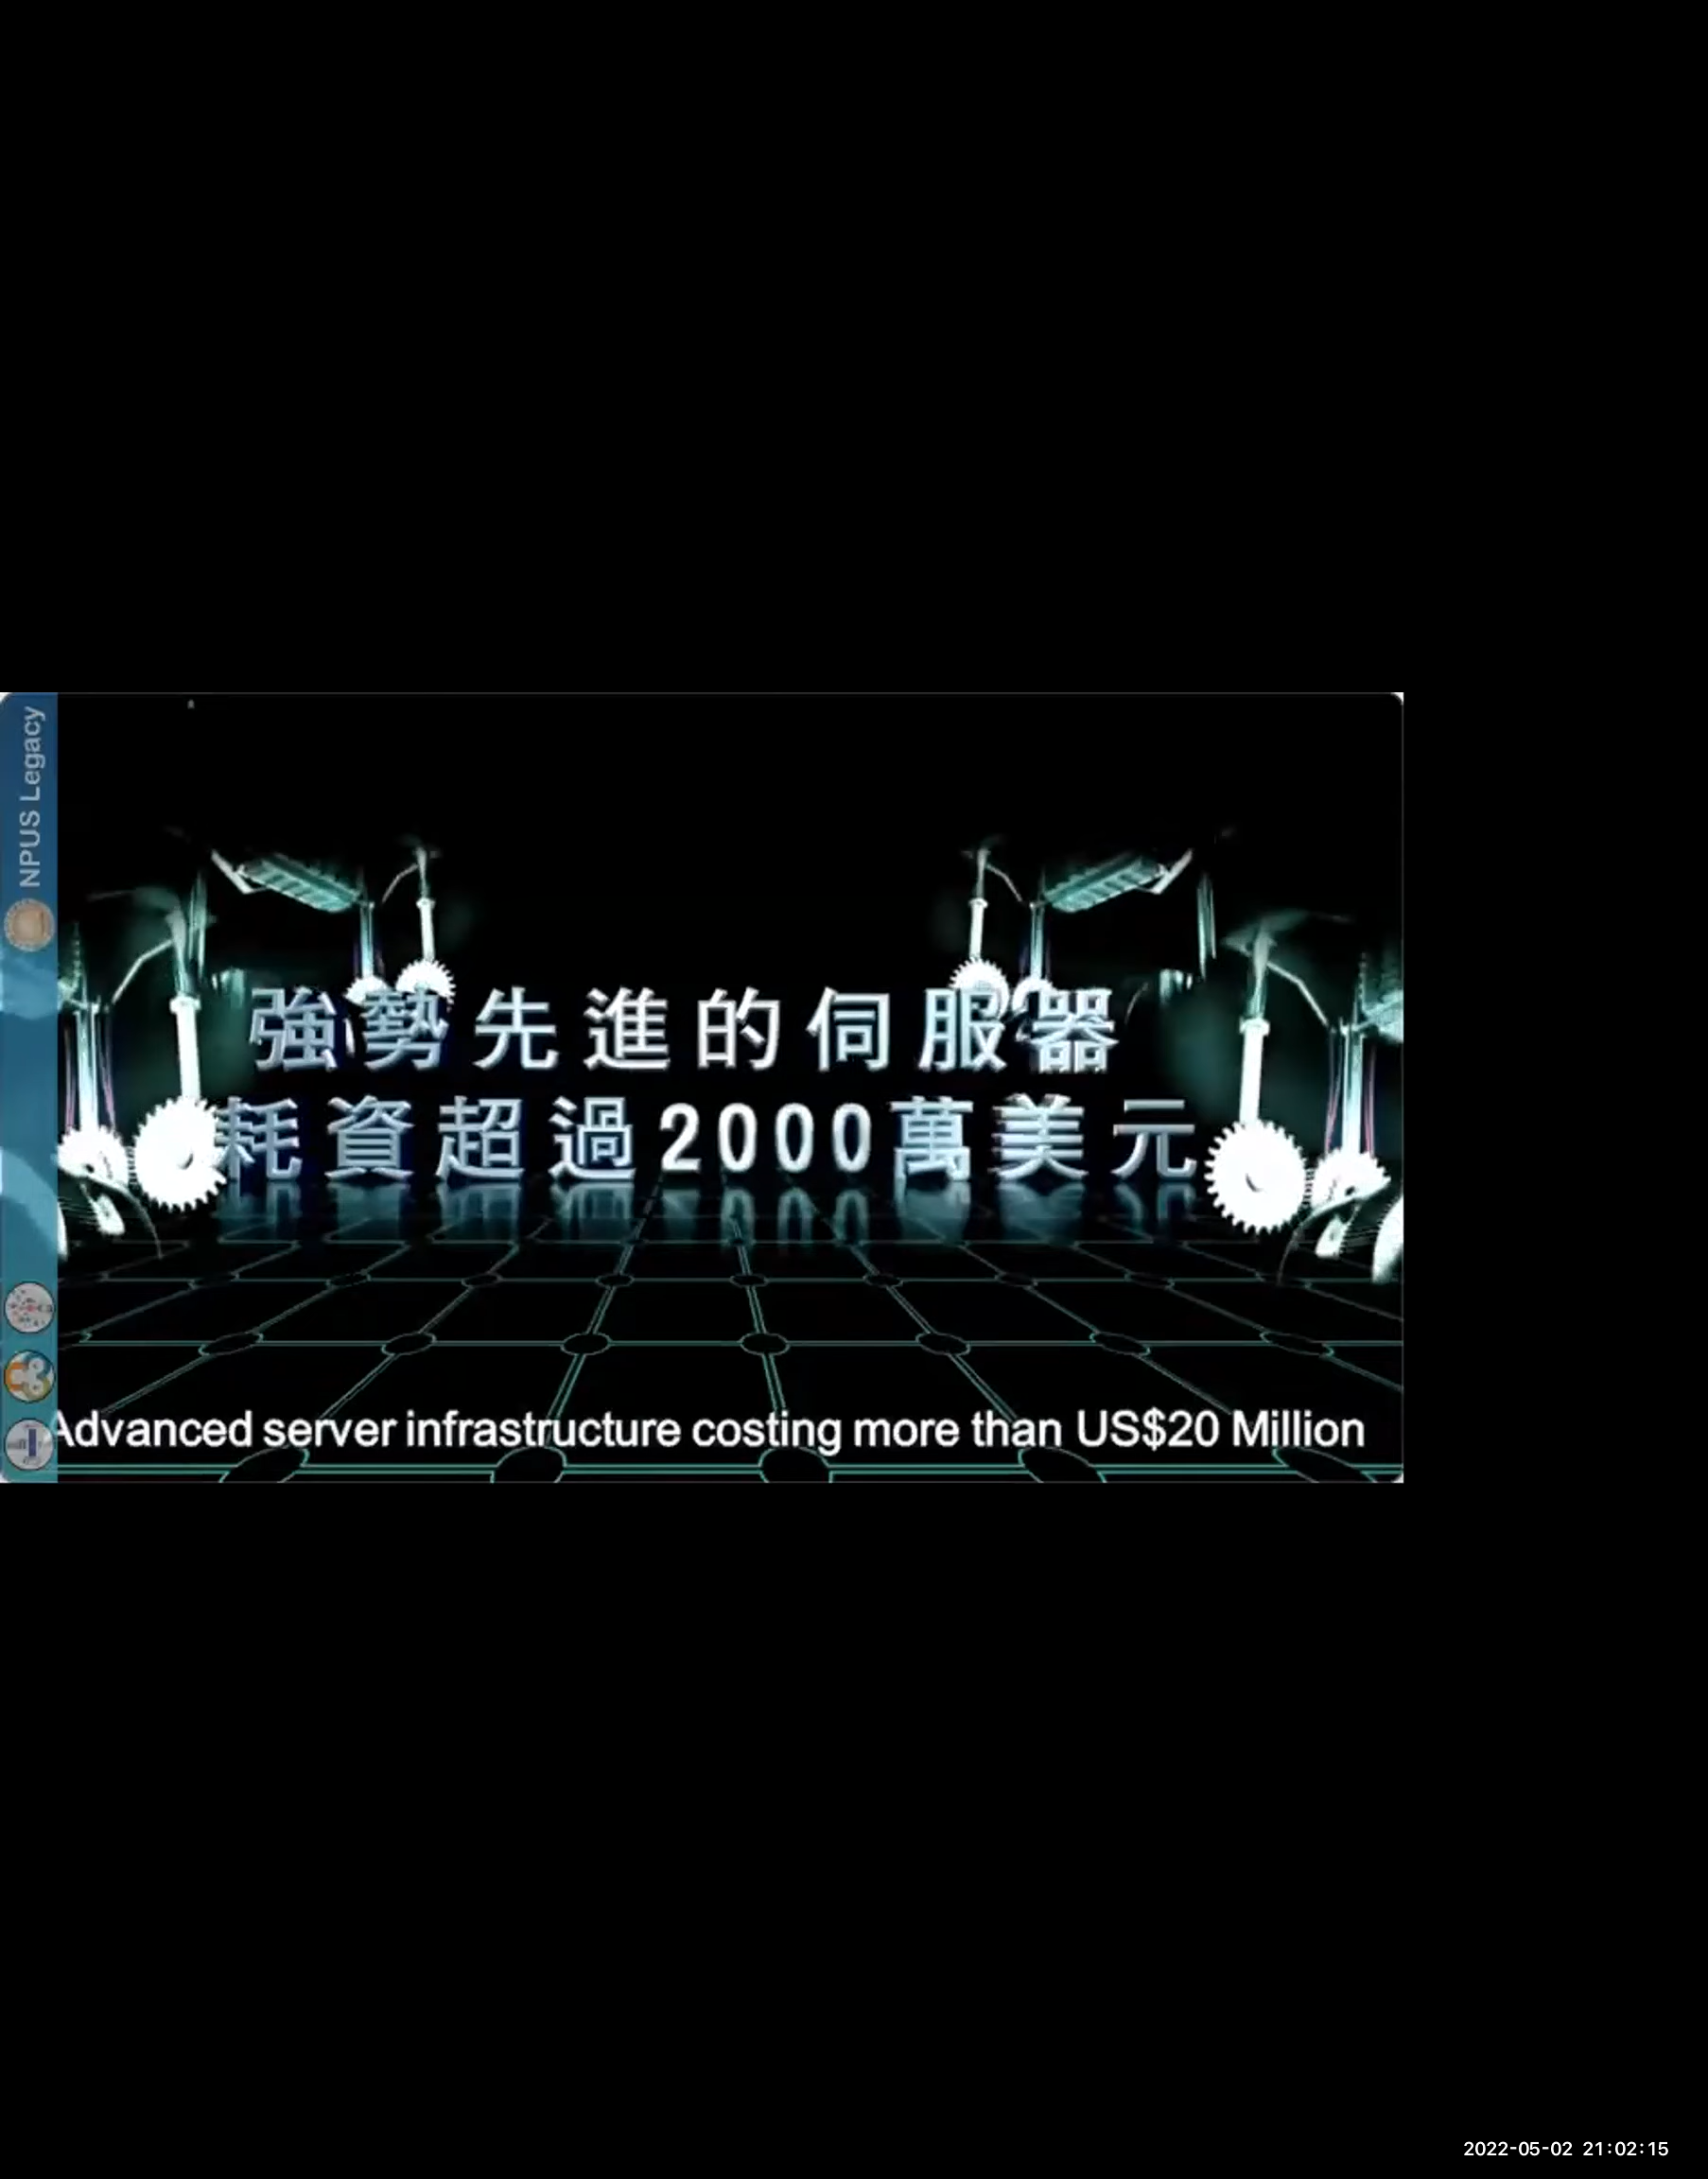 NPUS Legacy
強勢先進的伺服器
耗資超過2000萬美元
Advanced server infrastructure costing more than US$20 Million
2022-05-02 21:02:15